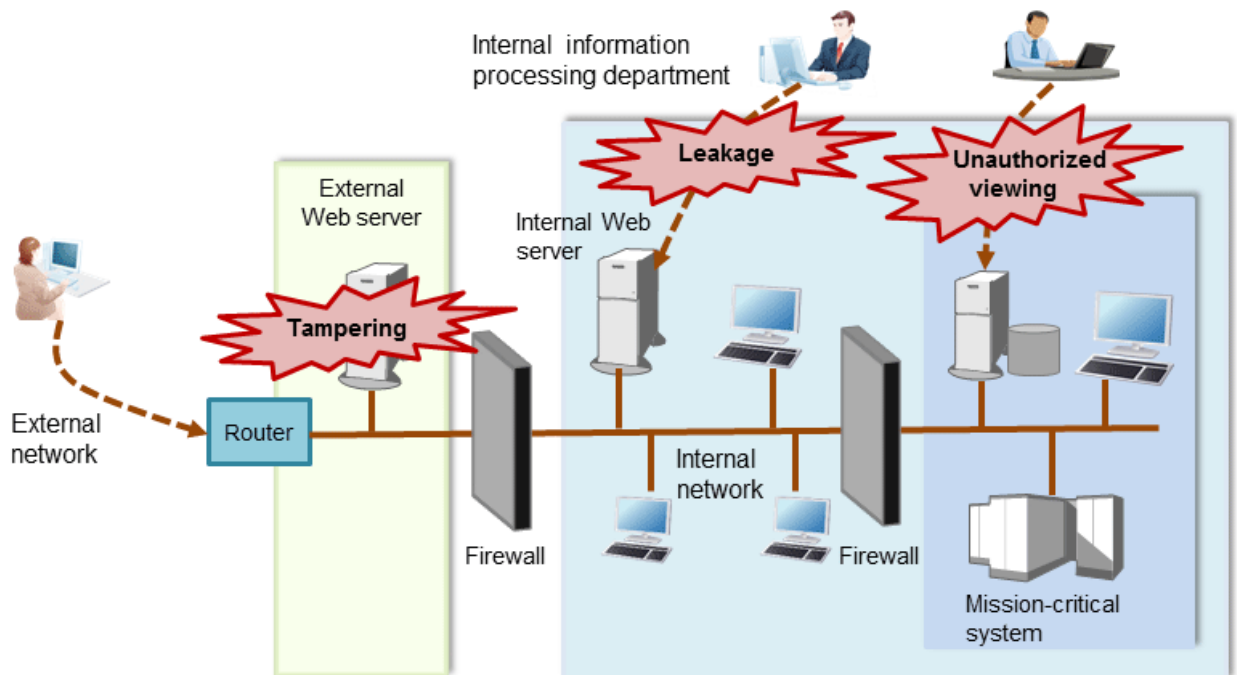 Internal information
processing department
Leakage
Unauthorized
viewing
External
Web server
Internal Web
server
Tampering
External
network
Router
Internal
network
Firewall
Firewall
Mission-critical
system